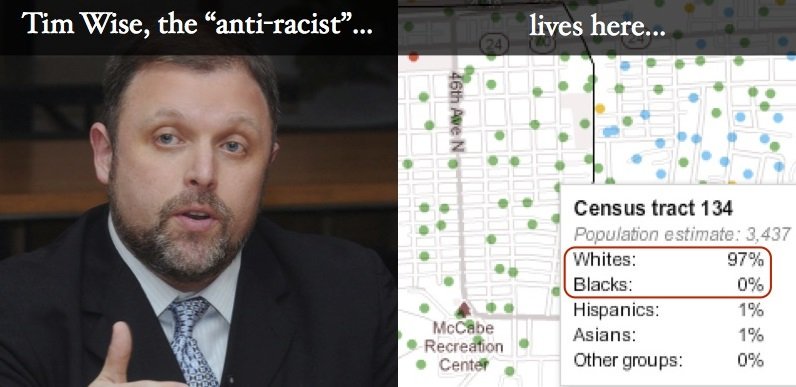 Tim Wise, the “anti-racist”...
lives here...
24
70
46th Ave N
Census tract 134
Population estimate: 3,437
Whites: 97%
Blacks: 0%
Hispanics: 1%
Asians: 1%
Other groups: 0%
McCabe
Recreation
Center